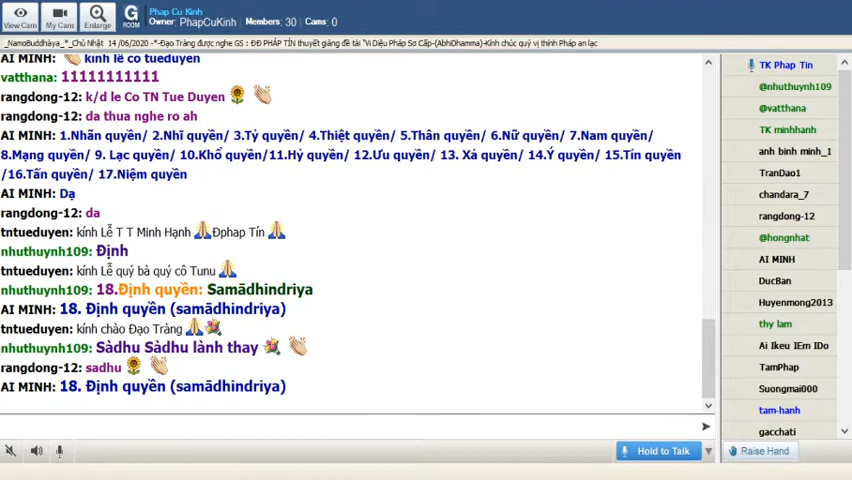 View Cam
My Cam
Enlarge
G
ROOM
Phap Cu Kinh
Owner: PhapCuKinh Members: 30 Cams: 0
_NamoBuddhàya_*_Chủ Nhật 14 /06/2020 -*-Đạo Tràng được nghe GS : ĐĐ PHÁP TÍN thuyết giảng đề tài "Vi Diệu Pháp Sơ Cấp-(AbhiDhamma)-Kính chúc quý vị thính Pháp an lạc
AI MINH: kính lễ cô tueduyen
vatthana: 11111111111
rangdong-12: k/d le Co TN Tue Duyen
rangdong-12: da thua nghe ro ah
AI MINH: 1.Nhãn quyền/ 2.Nhĩ quyền/ 3.Tỷ quyền/ 4.Thiệt quyền/ 5.Thân quyền/ 6.Nữ quyền/ 7.Nam quyền/
8.Mạng quyền/ 9. Lạc quyền/ 10.Khổ quyền/11.Hỷ quyền/ 12.Ưu quyền/ 13. Xả quyền/ 14.Ý quyền/ 15.Tín quyền
/16.Tấn quyền/ 17.Niệm quyền
AI MINH: Dạ
rangdong-12: da
tntueduyen: kính Lễ T T Minh Hạnh Đphap Tín
nhuthuynh109: Định
tntueduyen: kính Lễ quý bà quý cô Tunu
nhuthuynh109: 18.Định quyền: Samādhindriya
AI MINH: 18. Định quyền (samādhindriya)
tntueduyen: kính chào Đạo Tràng
nhuthuynh109: Sàdhu Sàdhu lành thay
rangdong-12: sadhu
AI MINH: 18. Định quyền (samādhindriya)
TK Phap Tin
@nhuthuynh109
@vatthana
TK minhhanh
anh binh minh_1
TranDao1
chandara_7
rangdong-12
@hongnhat
AI MINH
DucBan
Huyenmong2013
thy lam
Ai Ikeu IEm IDo
TamPhap
Suongmai000
tam-hanh
gacchati
Hold to Talk
Raise Hand